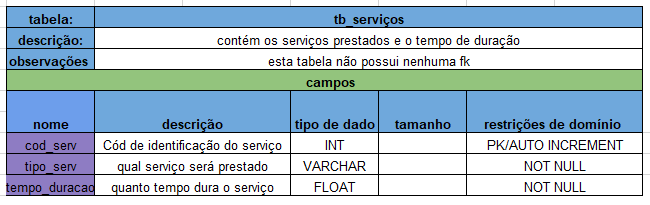 tabela: tb_serviços
descrição: contém os serviços prestados e o tempo de duração
observações esta tabela não possui nenhuma fk
campos
nome descrição tipo de dado tamanho restrições de domínio
cod_serv Cód de identificação do serviço INT PK/AUTO INCREMENT
tipo_serv qual serviço será prestado VARCHAR NOT NULL
tempo_duracao quanto tempo dura o serviço FLOAT NOT NULL